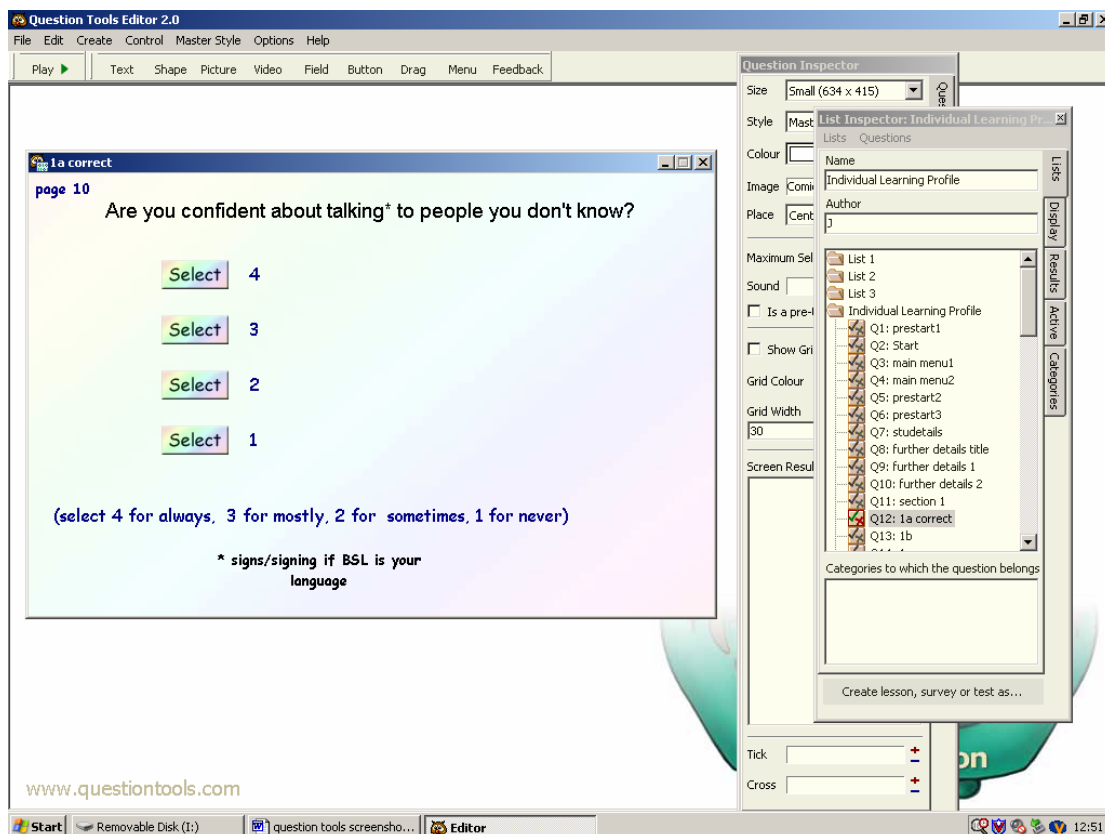 Question Tools Editor 2.0
File Edit Create Control Master Style Options Help
Play Text Shape Picture Video Field Button Drag Menu Feedback
Question Inspector
Size Small (634 x 415)
Style Mast
Colour
Image Comi
Place Cent
Maximum Sel
Sound
Is a pre-
Show Gri
Grid Colour
Grid Width
30
Screen Resul
Tick
Cross
List Inspector: Individual Learning Pr...
Lists Questions
Name
Individual Learning Profile
Author
J
List 1
List 2
List 3
Individual Learning Profile
Q1: prestart1
Q2: Start
Q3: main menu1
Q4: main menu2
Q5: prestart2
Q6: prestart3
Q7: studetails
Q8: further details title
Q9: further details 1
Q10: further details 2
Q11: section 1
Q12: 1a correct
Q13: 1b
Categories to which the question belongs
Create lesson, survey or test as...
Lists
Display
Results
Active
Categories
1a correct
page 10
Are you confident about talking* to people you don't know?
Select 4
Select 3
Select 2
Select 1
(select 4 for always, 3 for mostly, 2 for sometimes, 1 for never)
* signs/signing if BSL is your
language
www.questiontools.com
on
Start Removable Disk (I:) question tools screensho... Editor 12:51